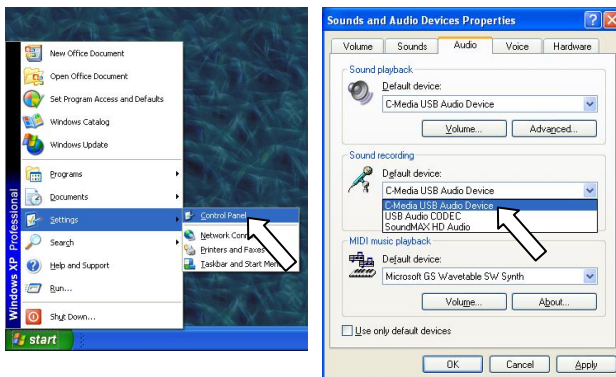 New Office Document
Open Office Document
Set Program Access and Defaults
Windows Catalog
Windows Update
Programs
Documents
Settings
Search
Help and Support
Run...
Shut Down...
Windows XP Professional
start
Control Panel
Network Conn
Printers and Faxes
Taskbar and Start Men
Sounds and Audio Devices Properties
Volume Sounds Audio Voice Hardware
Sound playback
Default device:
C-Media USB Audio Device
Volume... Advanced...
Sound recording
Default device:
C-Media USB Audio Device
C-Media USB Audio Device
USB Audio CODEC
SoundMAX HD Audio
MIDI music playback
Default device:
Microsoft GS Wavetable SW Synth
Volume... About...
Use only default devices
OK Cancel Apply